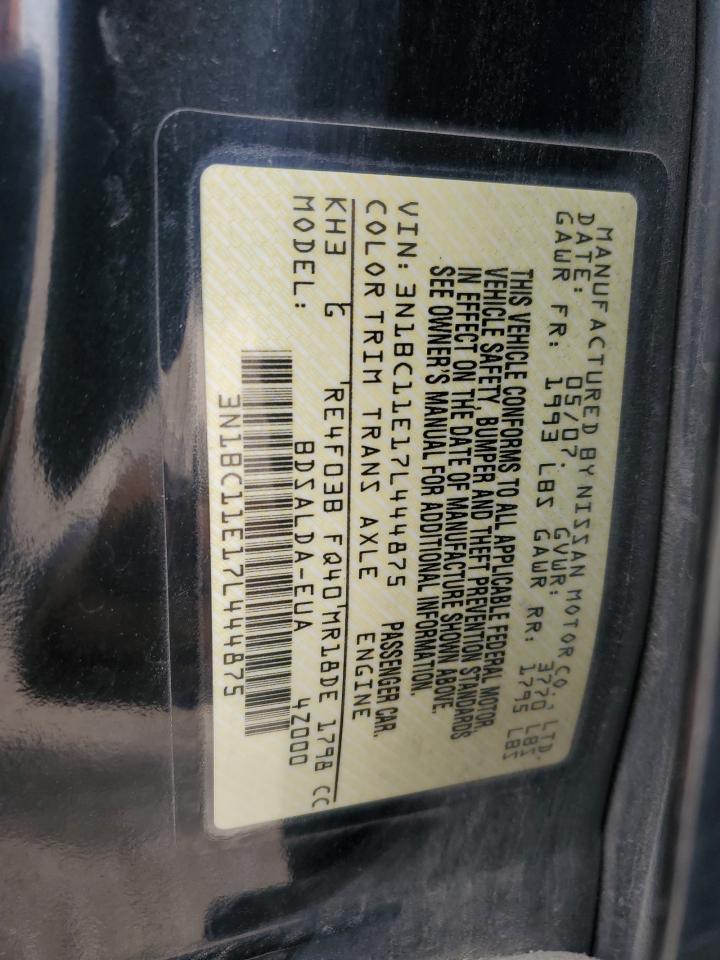 MANUFACTURED BY NISSAN MOTOR CO., LTD.
DATE: 05/07. GVWR: 3770 LBS
GAWR FR: 1993 LBS GAWR RR: 1795 LBS
THIS VEHICLE CONFORMS TO ALL APPLICABLE FEDERAL MOTOR
VEHICLE SAFETY, BUMPER AND THEFT PREVENTION STANDARDS
IN EFFECT ON THE DATE OF MANUFACTURE SHOWN ABOVE.
SEE OWNER'S MANUAL FOR ADDITIONAL INFORMATION.
VIN: 3N1BC11E17L444875 PASSENGER CAR.
COLOR TRIM TRANS AXLE ENGINE
KH3 G RE4F03B FQ40 MR18DE 1798 CC
MODEL: BDSALDA-EUA 4Z000
3N1BC11E17L444875